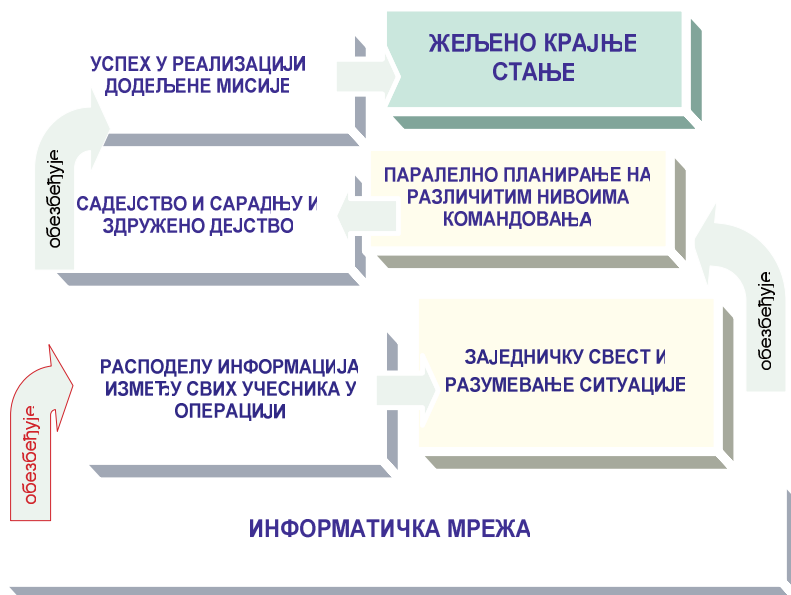 УСПЕХ У РЕАЛИЗАЦИЈИ
ДОДЕЉЕНЕ МИСИЈЕ
ЖЕЉЕНО КРАЈЊЕ
СТАЊЕ
обезбеђује
САДЕЈСТВО И САРАДЊУ И
ЗДРУЖЕНО ДЕЈСТВО
ПАРАЛЕЛНО ПЛАНИРАЊЕ НА
РАЗЛИЧИТИМ НИВОИМА
КОМАНДОВАЊА
обезбеђује
РАСПОДЕЛУ ИНФОРМАЦИЈА
ИЗМЕЂУ СВИХ УЧЕСНИКА У
ОПЕРАЦИЈИ
ЗАЈЕДНИЧКУ СВЕСТ И
РАЗУМЕВАЊЕ СИТУАЦИЈЕ
обезбеђује
ИНФОРМАТИЧКА МРЕЖА